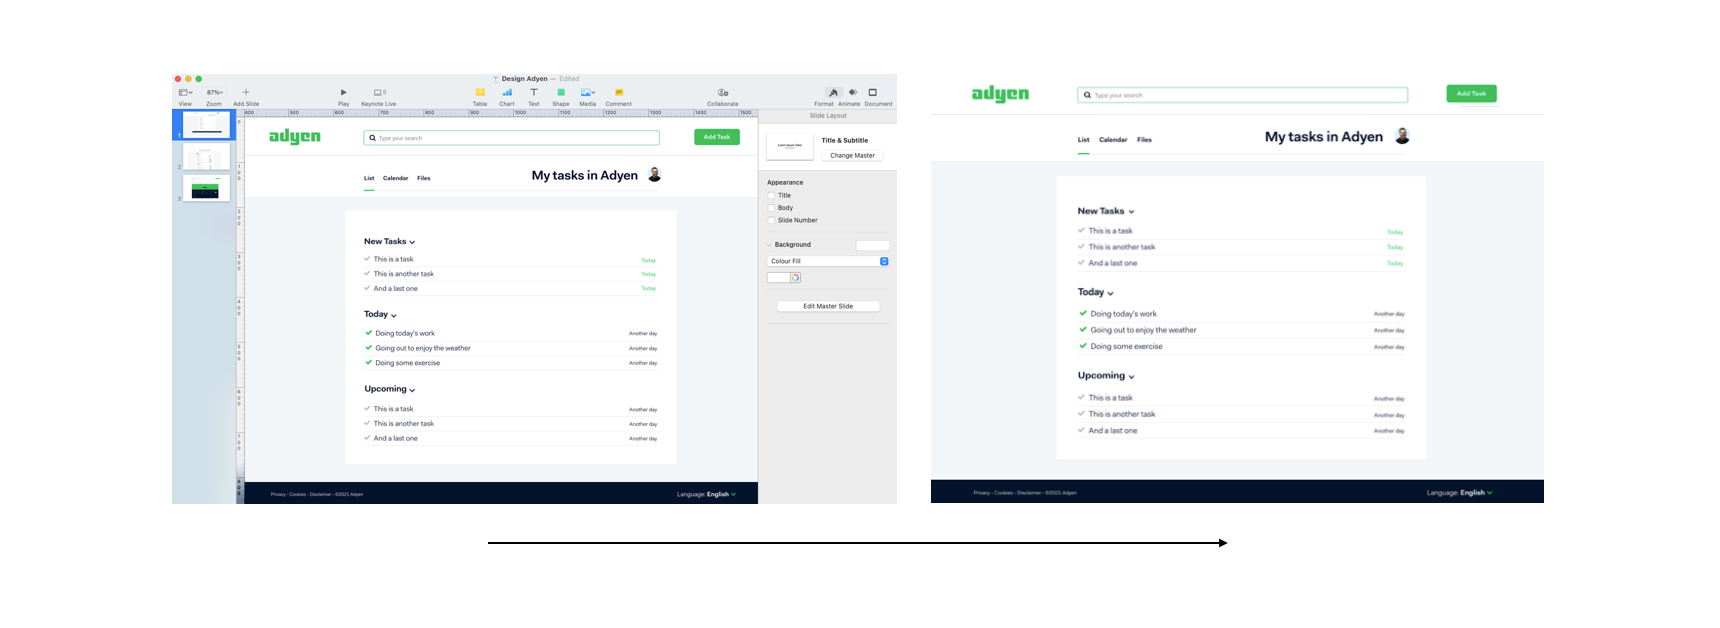 Design Adyen — Edited
87%
View Zoom Add Slide Play Keynote Live Table Chart Text Shape Media Comment Collaborate Format Animate Document
400 500 600 700 800 900 1000 1100 1200 1300 1400 1500
Slide Layout
1
2
3
adyen
Type your search
Add Task
List Calendar Files
My tasks in Adyen
New Tasks
This is a task Today
This is another task Today
And a last one Today
Today
Doing today's work Another day
Going out to enjoy the weather Another day
Doing some exercise Another day
Upcoming
This is a task Another day
This is another task Another day
And a last one Another day
Privacy - Cookies - Disclaimer - ©2021 Adyen
Language: English
Title & Subtitle
Change Master
Appearance
Title
Body
Slide Number
Background
Colour Fill
Edit Master Slide
adyen
Type your search
Add Task
List Calendar Files
My tasks in Adyen
New Tasks
This is a task Today
This is another task Today
And a last one Today
Today
Doing today's work Another day
Going out to enjoy the weather Another day
Doing some exercise Another day
Upcoming
This is a task Another day
This is another task Another day
And a last one Another day
Privacy - Cookies - Disclaimer - ©2021 Adyen
Language: English